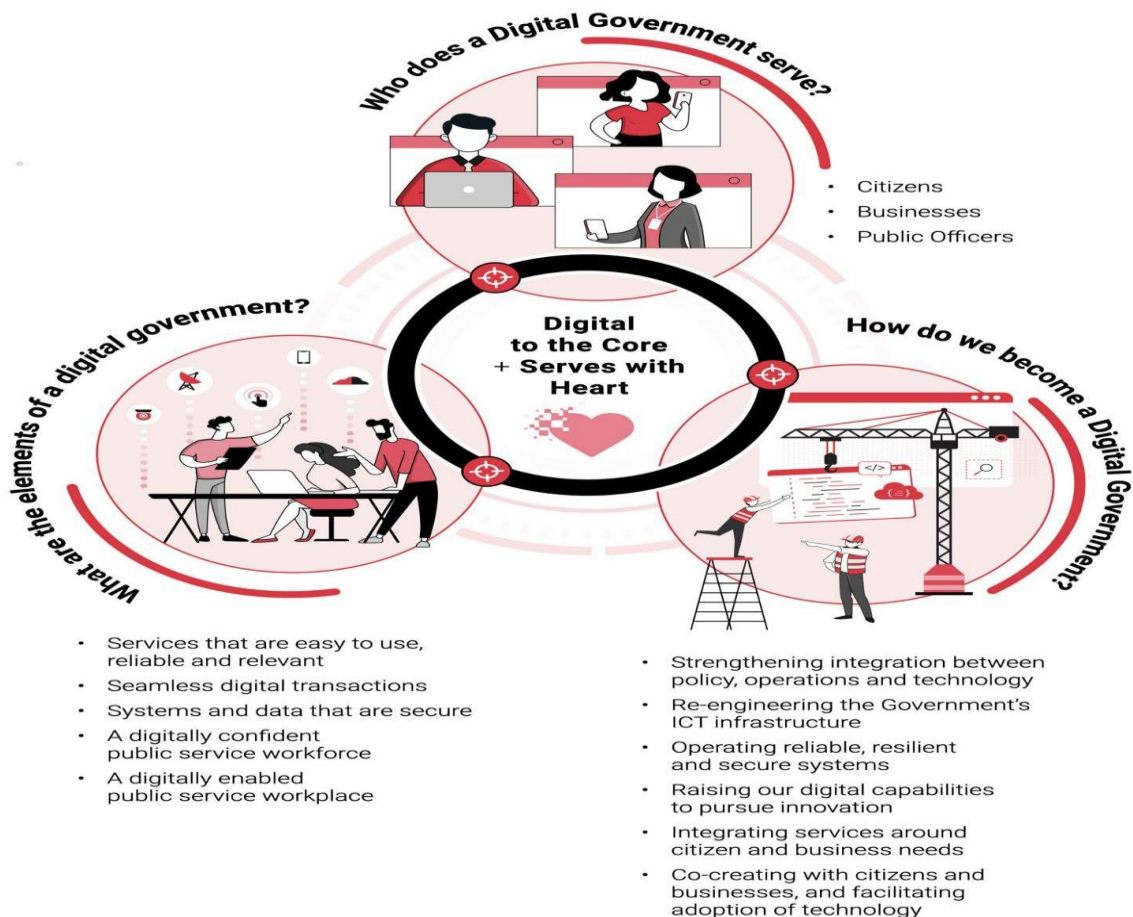 Who does a Digital Government serve?
• Citizens
• Businesses
• Public Officers
Digital
to the Core
+ Serves with
Heart
What are the elements of a digital government?
• Services that are easy to use,
reliable and relevant
• Seamless digital transactions
• Systems and data that are secure
• A digitally confident
public service workforce
• A digitally enabled
public service workplace
How do we become a Digital Government?
</>
• Strengthening integration between
policy, operations and technology
• Re-engineering the Government's
ICT infrastructure
• Operating reliable, resilient
and secure systems
• Raising our digital capabilities
to pursue innovation
• Integrating services around
citizen and business needs
• Co-creating with citizens and
businesses, and facilitating
adoption of technology